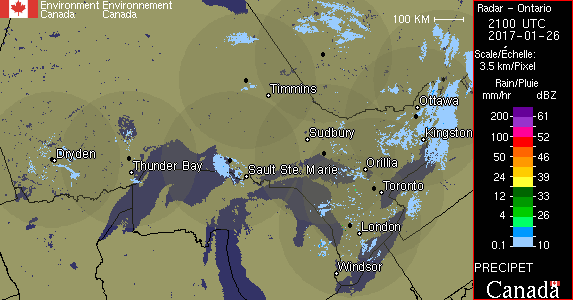 Environment Environnement
Canada Canada
100 KM
Radar - Ontario
2100 UTC
2017-01-26
Scale/Échelle:
3.5 km/Pixel
Rain/Pluie
mm/hr dBZ
200 61
100 52
50 46
24 39
12 33
4 26
0.1 10
PRECIPET
Canada
Timmins
Ottawa
Sudbury
Kingston
Dryden
Thunder Bay
Sault Ste. Marie
Orillia
Toronto
London
Windsor